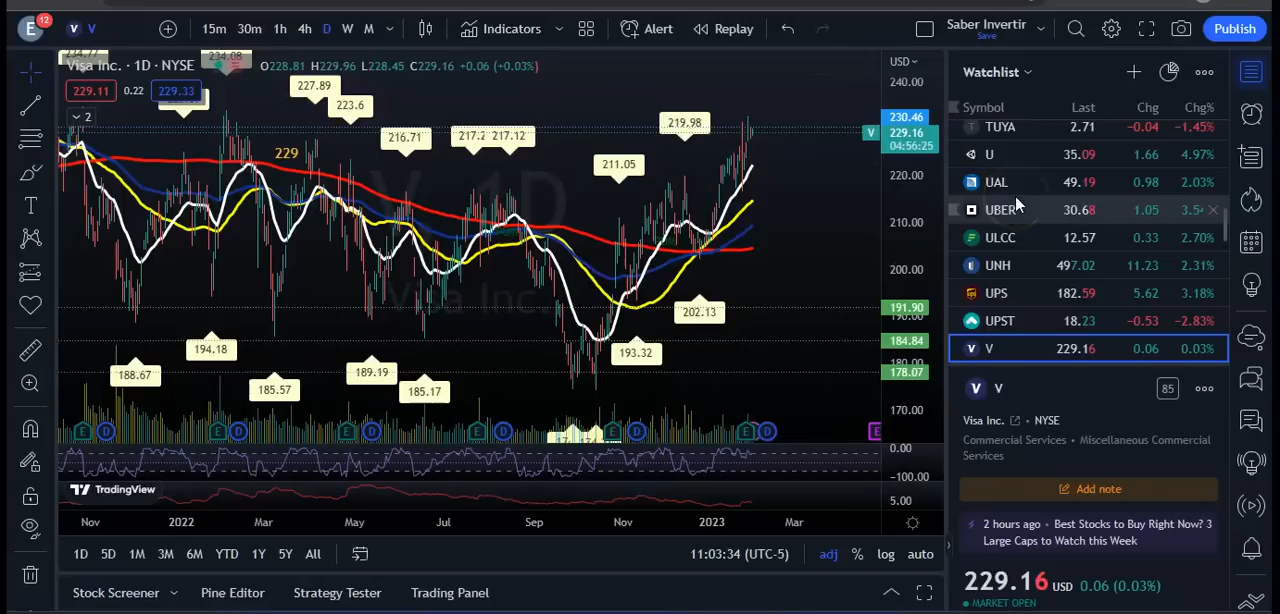 E 12 V V 15m 30m 1h 4h D W M Indicators Alert Replay Saber Invertir Save Publish
Visa Inc. · 1D · NYSE O228.81 H229.96 L228.45 C229.16 +0.06 (+0.03%)
229.11 0.22 229.33
2
234.08
227.89
223.6
229
216.71
217.12
211.05
219.98
188.67
194.18
185.57
189.19
185.17
193.32
202.13
V, 1D
Visa Inc.
USD
240.00
230.46
V 229.16
04:56:25
220.00
210.00
200.00
191.90
190.00
184.84
180.00
178.07
170.00
0.00
−100.00
5.00
E D E D E D E D E D E D E
TradingView
Nov 2022 Mar May Jul Sep Nov 2023 Mar
1D 5D 1M 3M 6M YTD 1Y 5Y All 11:03:34 (UTC-5) adj % log auto
Stock Screener Pine Editor Strategy Tester Trading Panel
Watchlist
Symbol Last Chg Chg%
TUYA 2.71 −0.04 −1.45%
U 35.09 1.66 4.97%
UAL 49.19 0.98 2.03%
UBER 30.68 1.05
ULCC 12.57 0.33 2.70%
UNH 497.02 11.23 2.31%
UPS 182.59 5.62 3.18%
UPST 18.23 −0.53 −2.83%
V 229.16 0.06 0.03%
V V 85
Visa Inc. • NYSE
Commercial Services • Miscellaneous Commercial
Services
Add note
2 hours ago • Best Stocks to Buy Right Now? 3
Large Caps to Watch this Week
229.16 USD 0.06 (0.03%)
MARKET OPEN